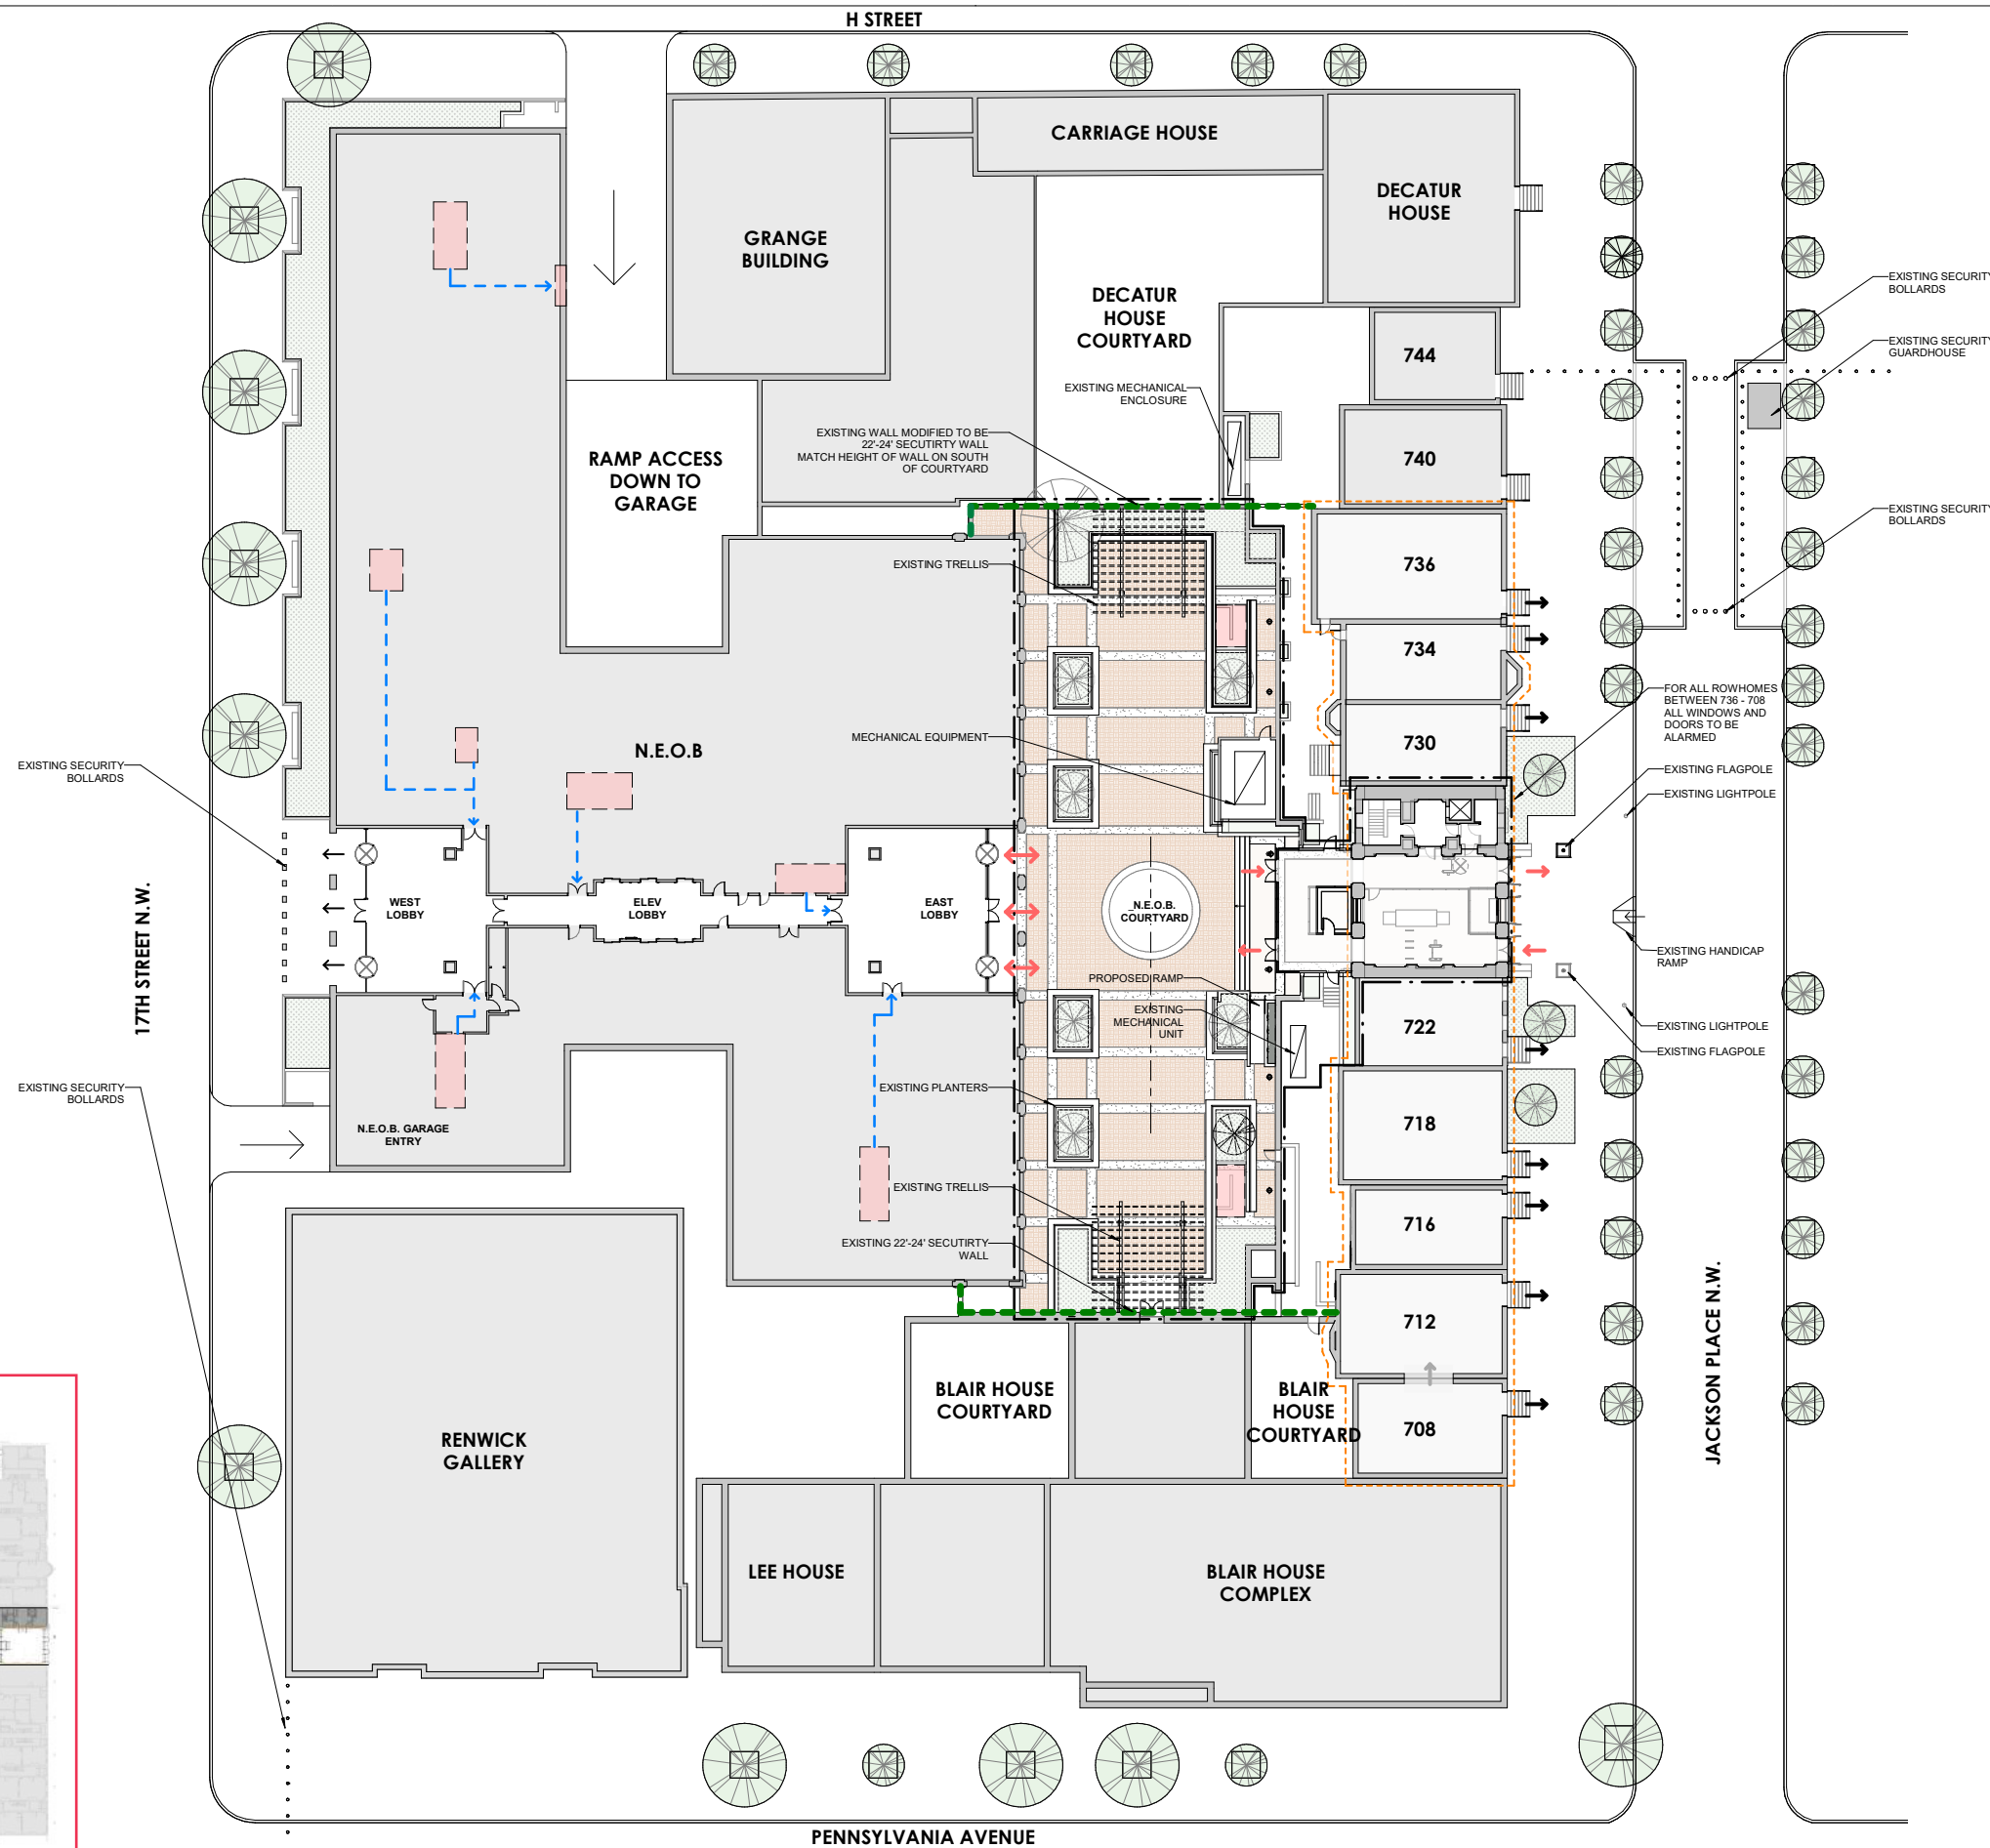 H STREET
CARRIAGE HOUSE
DECATUR
HOUSE
GRANGE
BUILDING
DECATUR
HOUSE
COURTYARD
EXISTING SECURITY
BOLLARDS
EXISTING SECURITY
GUARDHOUSE
744
EXISTING MECHANICAL
ENCLOSURE
EXISTING WALL MODIFIED TO BE
22'-24' SECUTIRTY WALL
MATCH HEIGHT OF WALL ON SOUTH
OF COURTYARD
740
RAMP ACCESS
DOWN TO
GARAGE
EXISTING SECURITY
BOLLARDS
EXISTING TRELLIS
736
734
FOR ALL ROWHOMES
BETWEEN 736 - 708
ALL WINDOWS AND
DOORS TO BE
ALARMED
MECHANICAL EQUIPMENT
N.E.O.B
730
EXISTING SECURITY
BOLLARDS
EXISTING FLAGPOLE
EXISTING LIGHTPOLE
17TH STREET N.W.
WEST
LOBBY
ELEV
LOBBY
EAST
LOBBY
N.E.O.B.
COURTYARD
EXISTING HANDICAP
RAMP
PROPOSED RAMP
EXISTING
MECHANICAL
UNIT
722
EXISTING LIGHTPOLE
EXISTING FLAGPOLE
EXISTING SECURITY
BOLLARDS
EXISTING PLANTERS
N.E.O.B. GARAGE
ENTRY
718
EXISTING TRELLIS
716
EXISTING 22'-24' SECUTIRTY
WALL
712
JACKSON PLACE N.W.
BLAIR HOUSE
COURTYARD
BLAIR
HOUSE
COURTYARD
708
RENWICK
GALLERY
LEE HOUSE
BLAIR HOUSE
COMPLEX
PENNSYLVANIA AVENUE